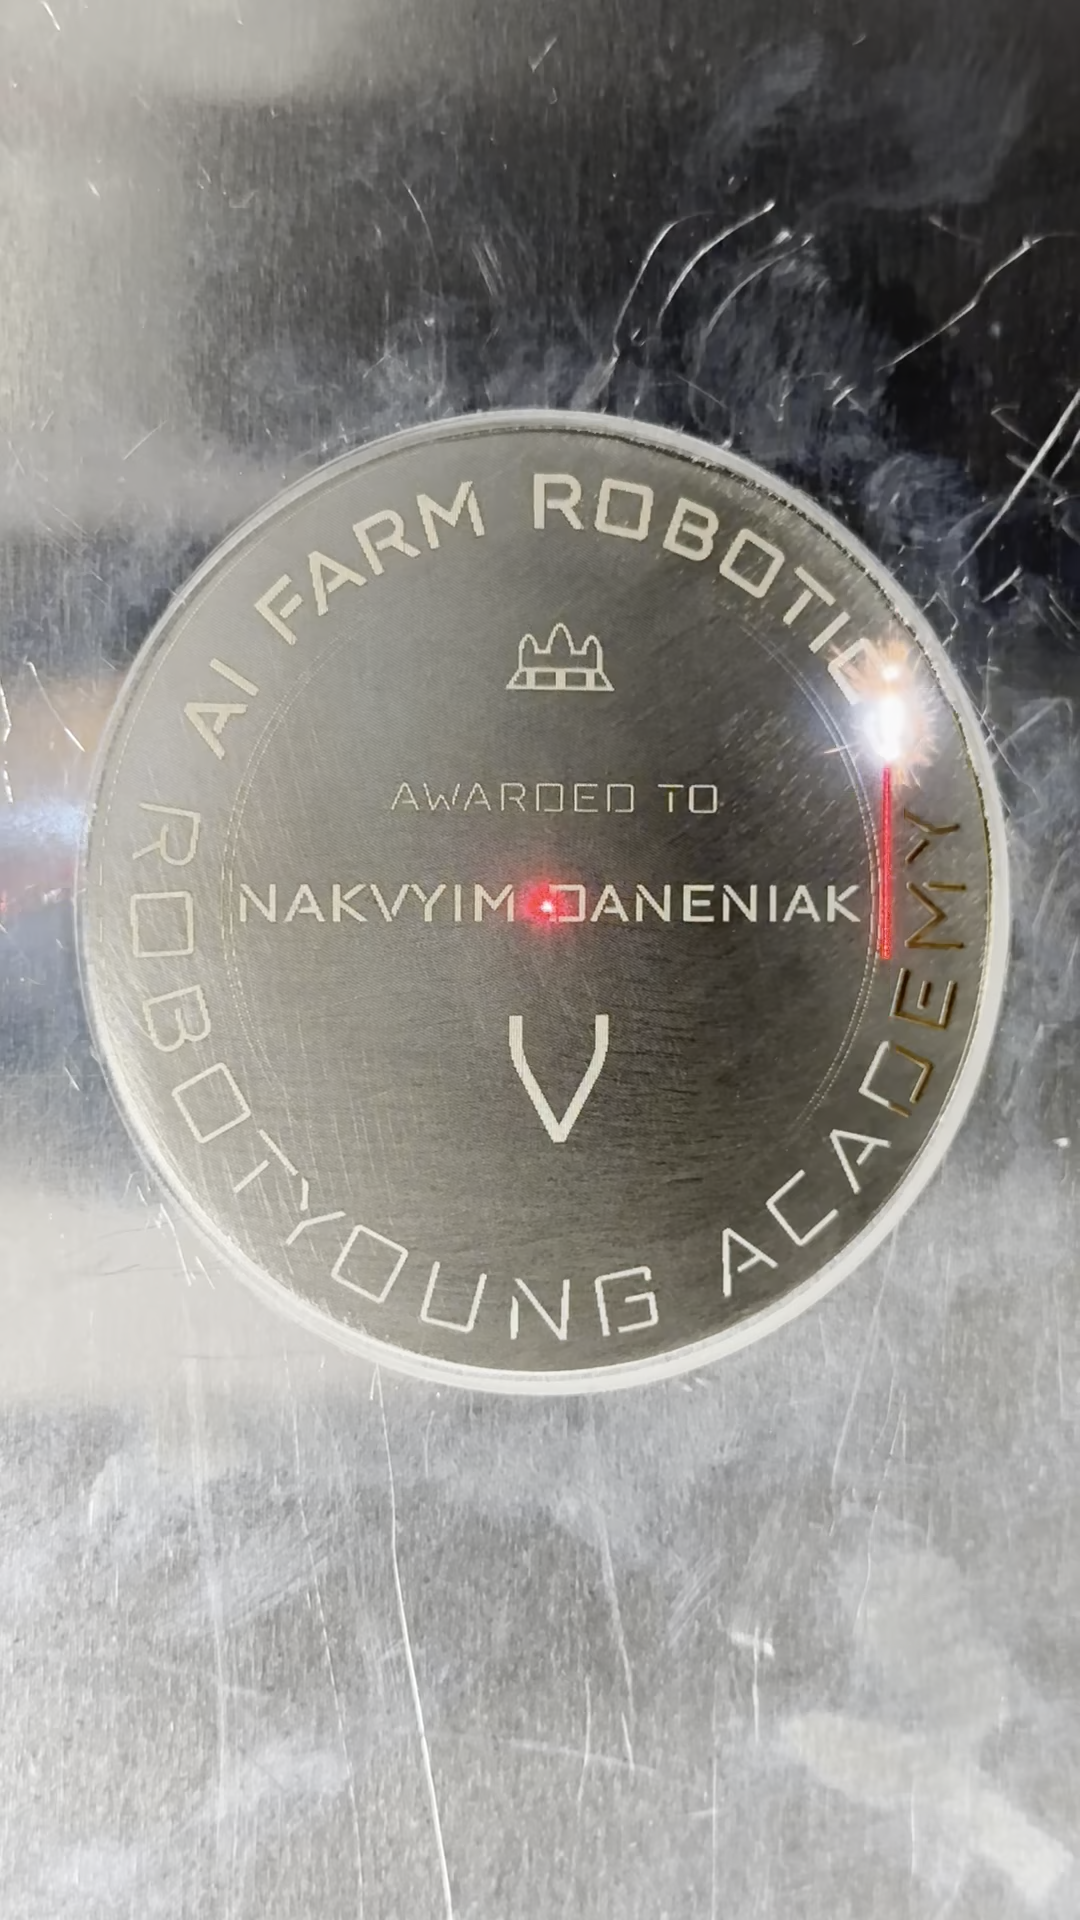 AI FARM ROBOTIC
AWARDED TO
NAKVYIM DANENIAK
V
ROBOTYOUNG ACADEMY